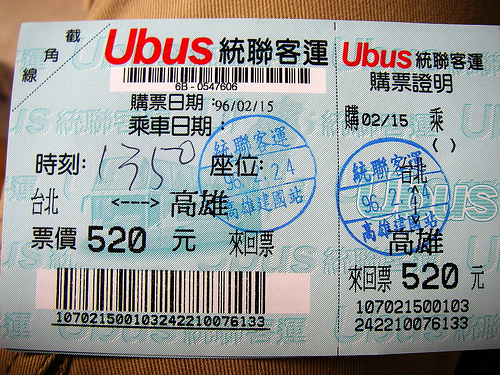 截
角
線
Ubus 統聯客運
6B-0547606
購票日期：'96/02/15
乘車日期：
時刻: 1350 座位:
統聯客運
96.2.24
高雄建國站
台北 <----> 高雄
票價 520 元 來回票
107021500103242210076133
Ubus 統聯客運
購票證明
購 02/15 乘
( )
統聯客運
台北
高雄建國站
高雄
來回票 520 元
107021500103
242210076133